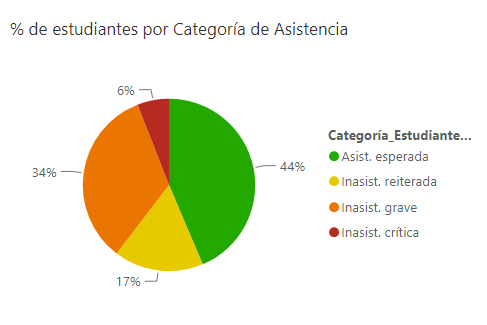 % de estudiantes por Categoría de Asistencia
6%
34%
44%
17%
Categoría_Estudiante...
Asist. esperada
Inasist. reiterada
Inasist. grave
Inasist. crítica